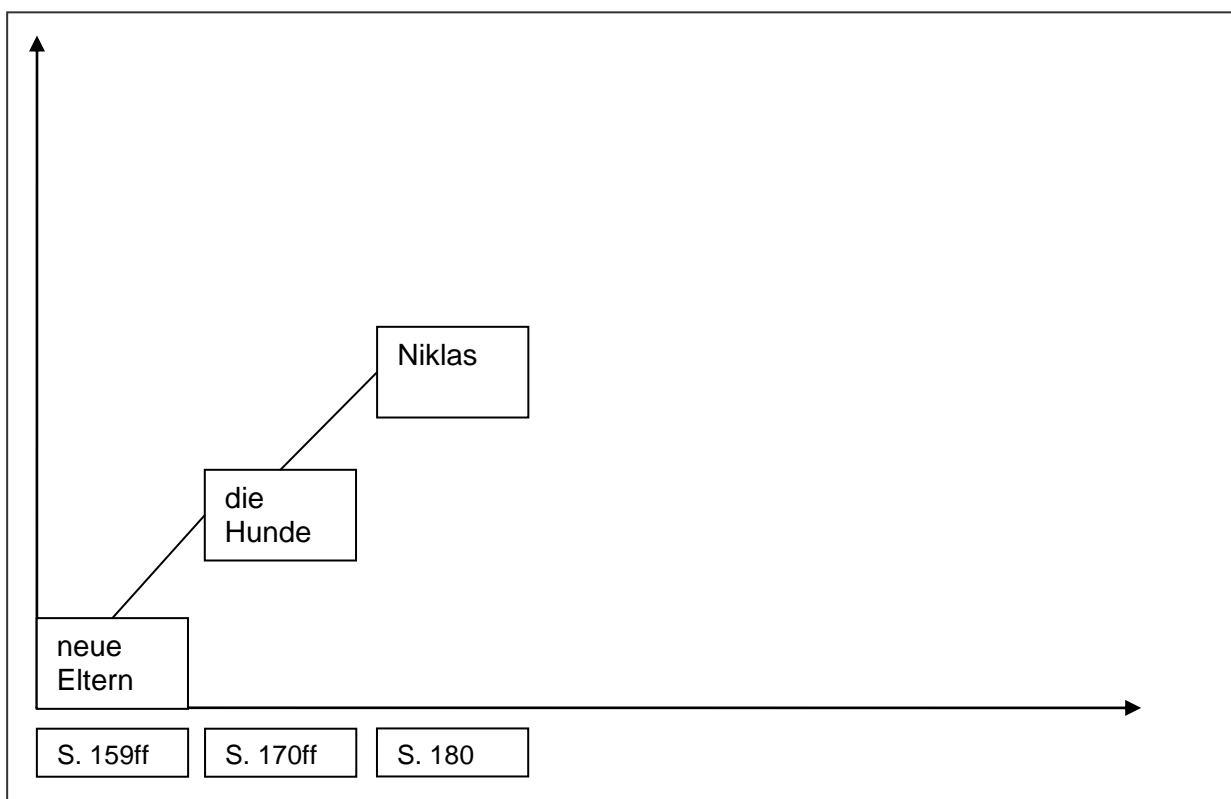 Niklas
die
Hunde
neue
Eltern
S. 159ff
S. 170ff
S. 180